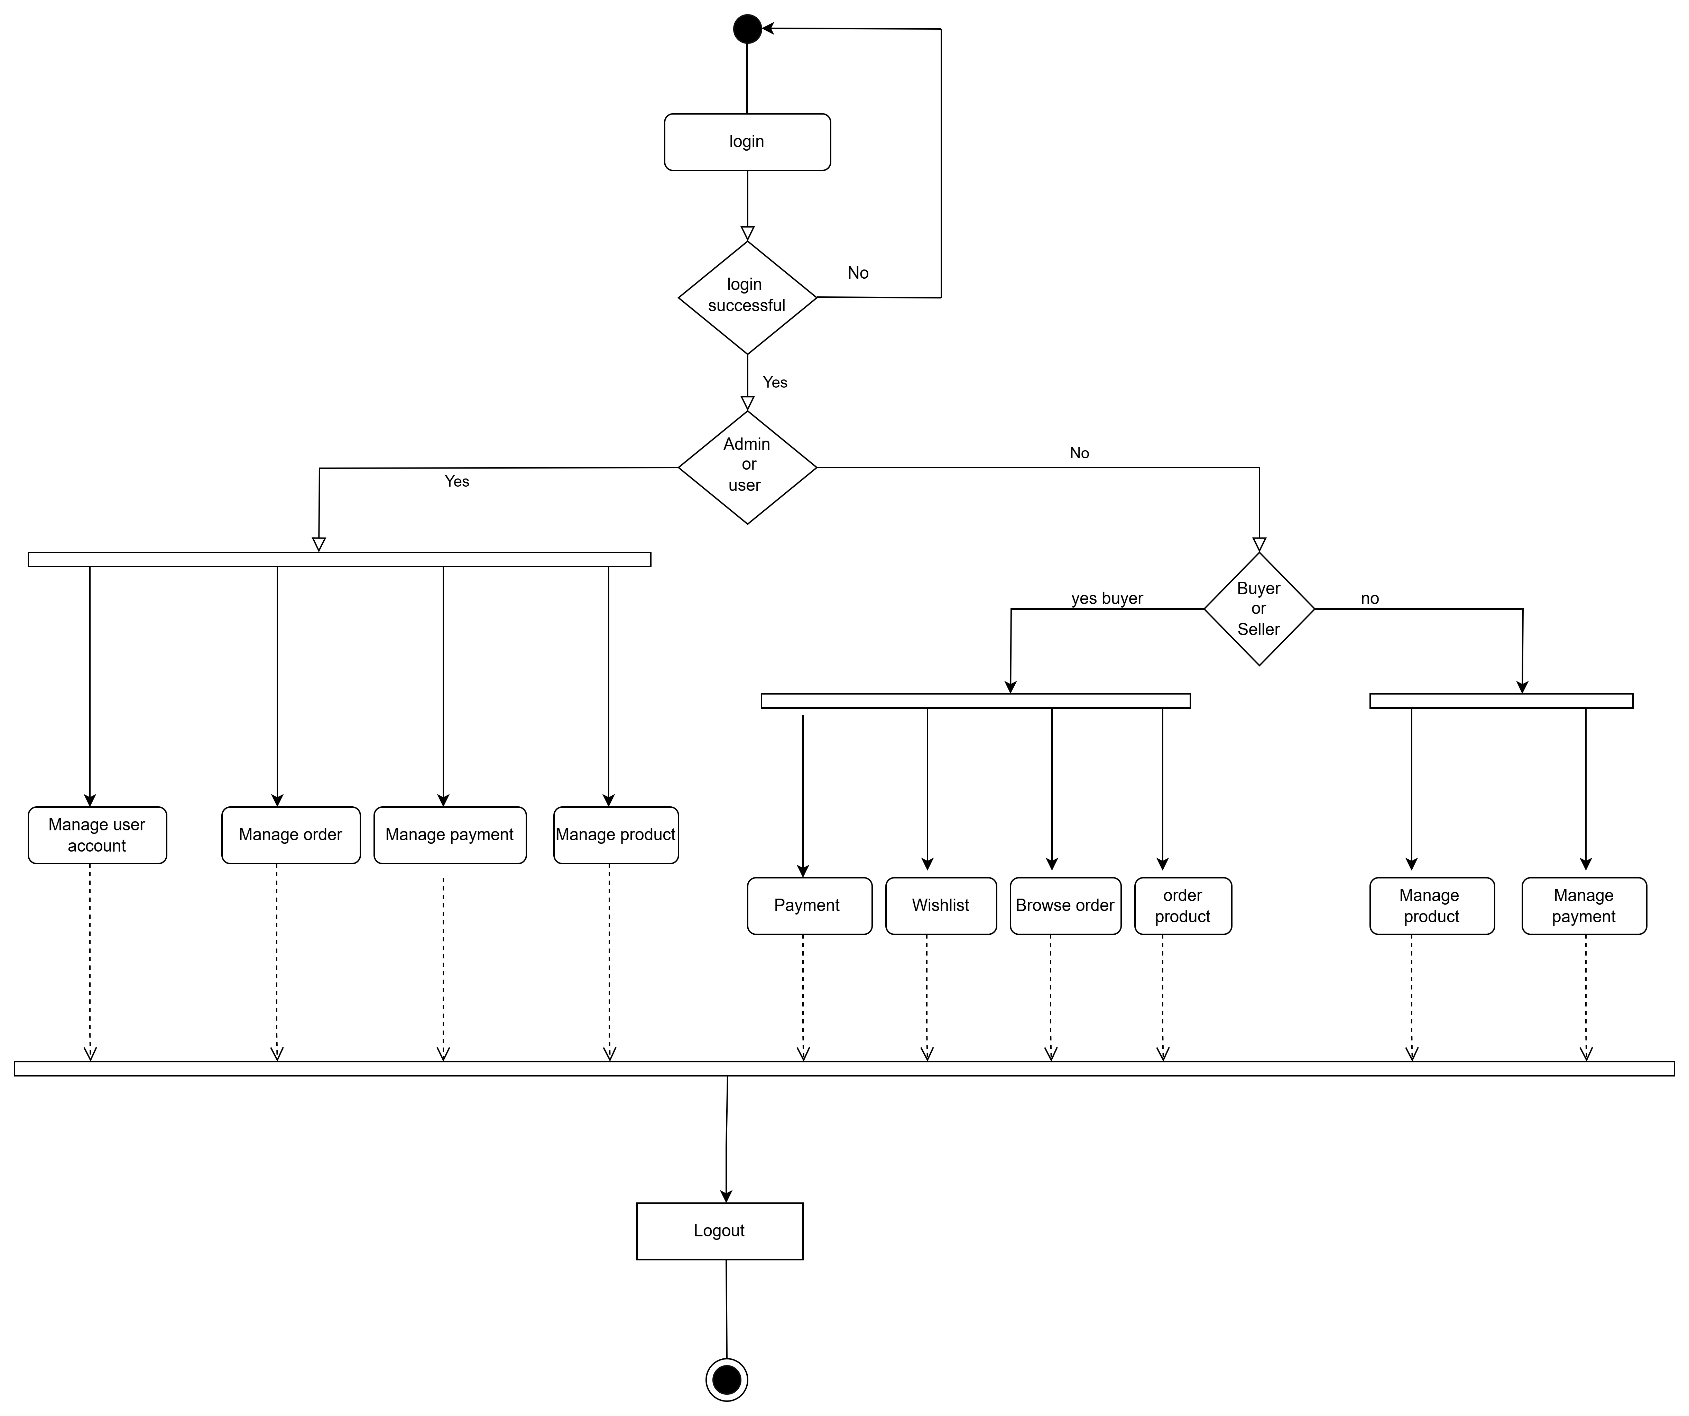 login
login
successful
No
Yes
Admin
or
user
Yes
No
Buyer
or
Seller
yes buyer
no
Manage user
account
Manage order
Manage payment
Manage product
Payment
Wishlist
Browse order
order
product
Manage
product
Manage
payment
Logout